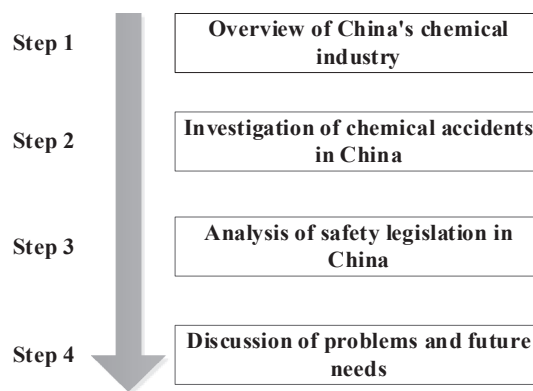 Step 1
Overview of China's chemical
industry
Step 2
Investigation of chemical accidents
in China
Step 3
Analysis of safety legislation in
China
Step 4
Discussion of problems and future
needs